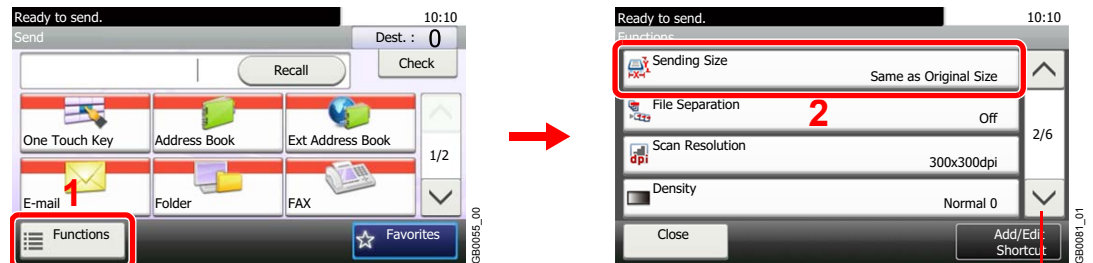 Ready to send.
10:10
Send
Dest. : 0
Recall
Check
One Touch Key
Address Book
Ext Address Book
1/2
E-mail
1
Folder
FAX
Functions
Favorites
GB0055_00
Ready to send.
10:10
Functions
Sending Size
Same as Original Size
File Separation
2
Off
2/6
dpi
Scan Resolution
300x300dpi
Density
Normal 0
Close
Add/Edit
Shortcut
GB0081_01